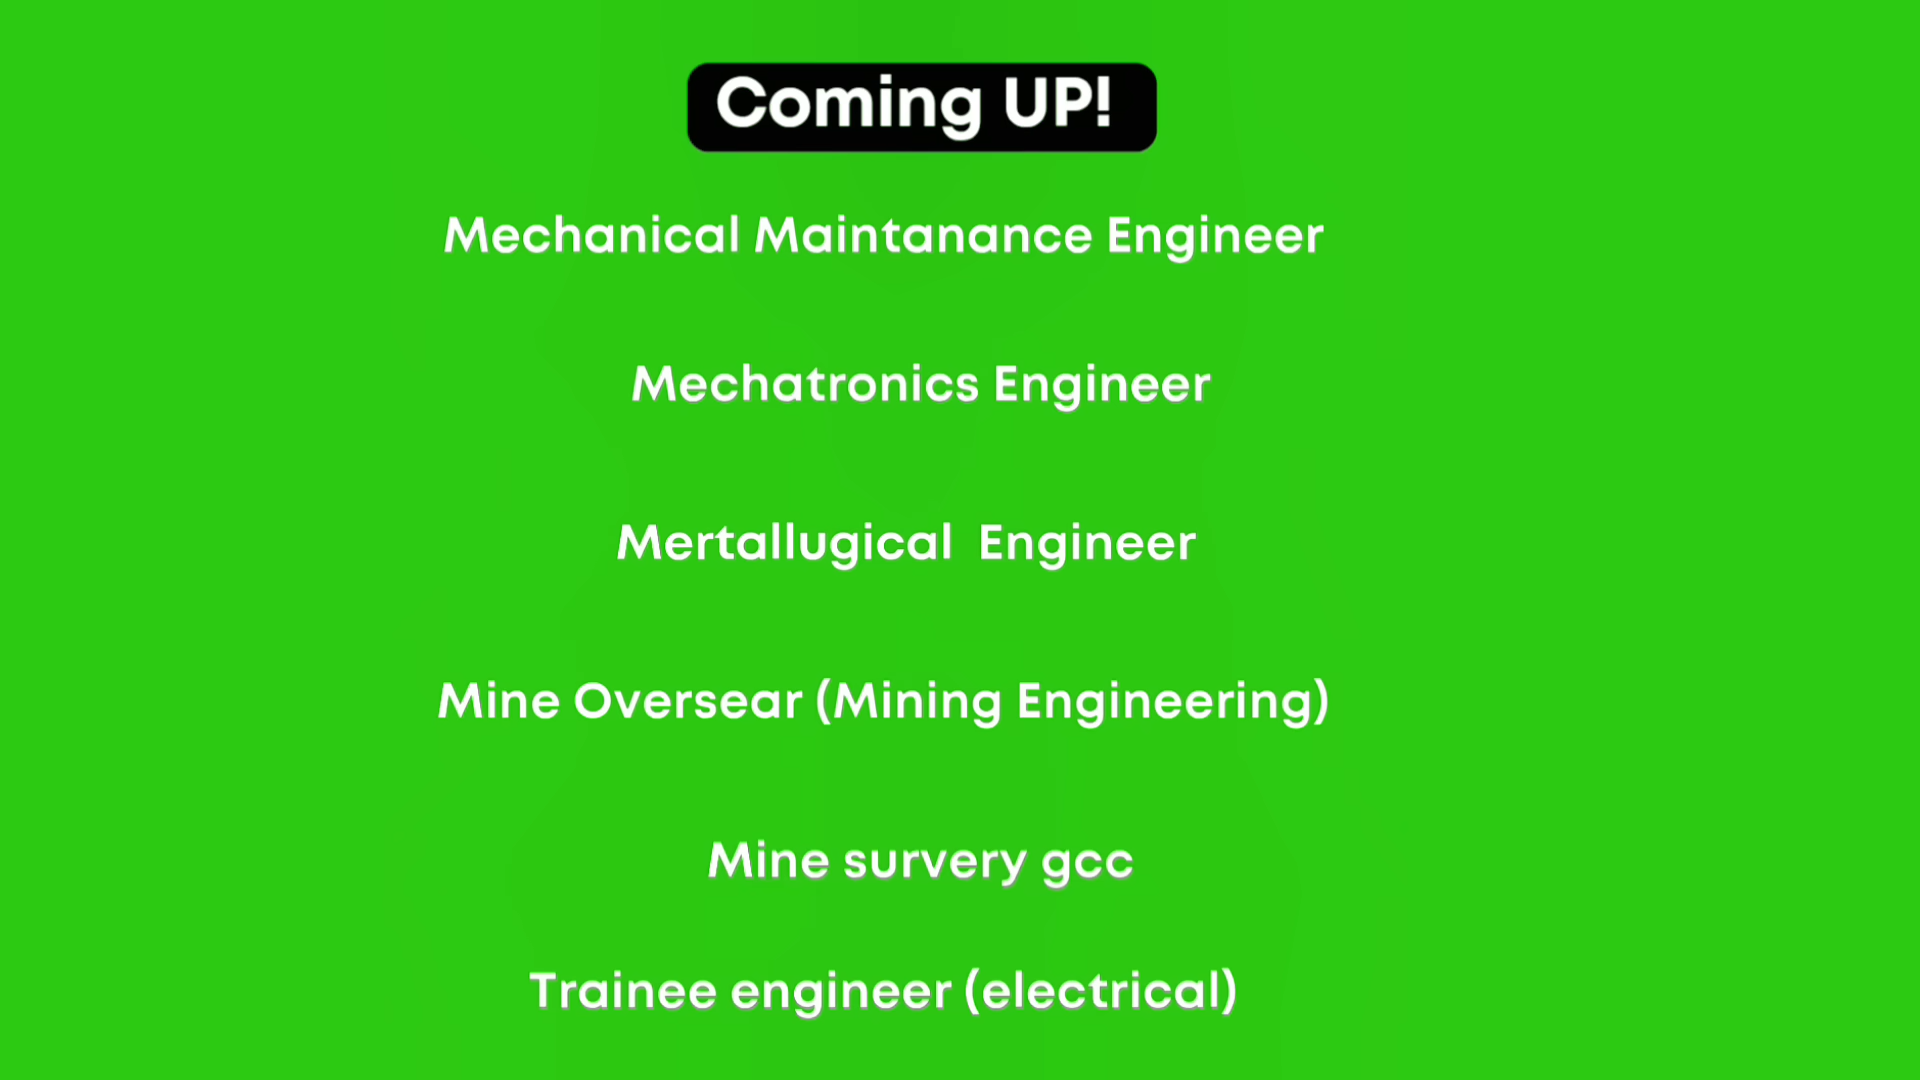 Coming UP!
Mechanical Maintanance Engineer
Mechatronics Engineer
Mertallugical Engineer
Mine Oversear (Mining Engineering)
Mine survery gcc
Trainee engineer (electrical)